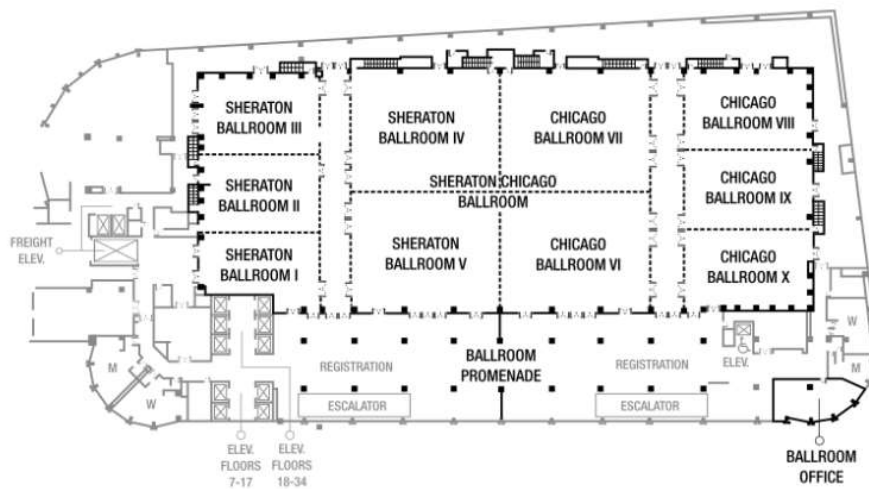 SHERATON
BALLROOM III
SHERATON
BALLROOM IV
CHICAGO
BALLROOM VII
CHICAGO
BALLROOM VIII
SHERATON
BALLROOM II
SHERATON CHICAGO
BALLROOM
CHICAGO
BALLROOM IX
FREIGHT
ELEV.
SHERATON
BALLROOM I
SHERATON
BALLROOM V
CHICAGO
BALLROOM VI
CHICAGO
BALLROOM X
W
M
REGISTRATION
BALLROOM
PROMENADE
REGISTRATION
ELEV.
M
W
ESCALATOR
ESCALATOR
ELEV.
FLOORS
7-17
ELEV.
FLOORS
18-34
BALLROOM
OFFICE